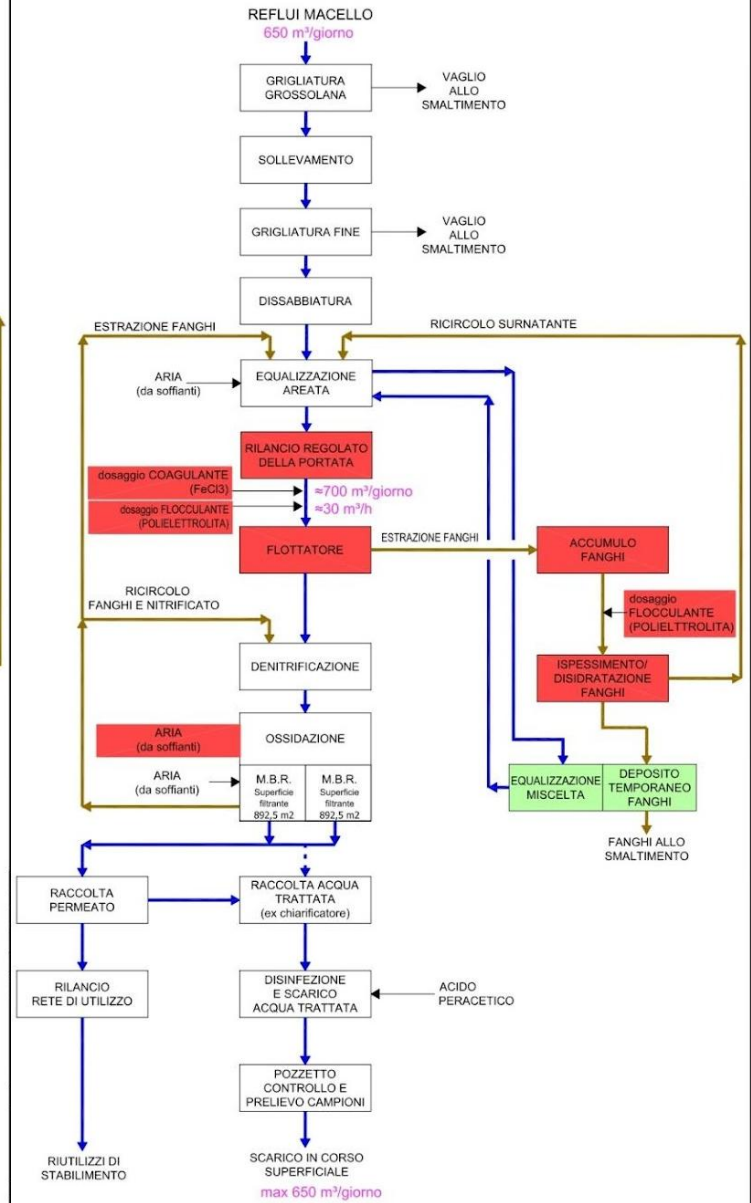 REFLUI MACELLO
650 m³/giorno
GRIGLIATURA
GROSSOLANA
VAGLIO
ALLO
SMALTIMENTO
SOLLEVAMENTO
GRIGLIATURA FINE
VAGLIO
ALLO
SMALTIMENTO
DISSABBIATURA
ESTRAZIONE FANGHI
RICIRCOLO SURNATANTE
ARIA
(da soffianti)
EQUALIZZAZIONE
AREATA
RILANCIO REGOLATO
DELLA PORTATA
dosaggio COAGULANTE
(FeCl3)
dosaggio FLOCCULANTE
(POLIELETTROLITA)
≈700 m³/giorno
≈30 m³/h
FLOTTATORE
ESTRAZIONE FANGHI
ACCUMULO
FANGHI
dosaggio
FLOCCULANTE
(POLIELTTROLITA)
RICIRCOLO
FANGHI E NITRIFICATO
DENITRIFICAZIONE
ISPESSIMENTO/
DISIDRATAZIONE
FANGHI
ARIA
(da soffianti)
OSSIDAZIONE
ARIA
(da soffianti)
M.B.R.
Superficie
filtrante
892,5 m2
M.B.R.
Superficie
filtrante
892,5 m2
EQUALIZZAZIONE
MISCELTA
DEPOSITO
TEMPORANEO
FANGHI
FANGHI ALLO
SMALTIMENTO
RACCOLTA
PERMEATO
RACCOLTA ACQUA
TRATTATA
(ex chiarificatore)
RILANCIO
RETE DI UTILIZZO
DISINFEZIONE
E SCARICO
ACQUA TRATTATA
ACIDO
PERACETICO
POZZETTO
CONTROLLO E
PRELIEVO CAMPIONI
RIUTILIZZI DI
STABILIMENTO
SCARICO IN CORSO
SUPERFICIALE
max 650 m³/giorno